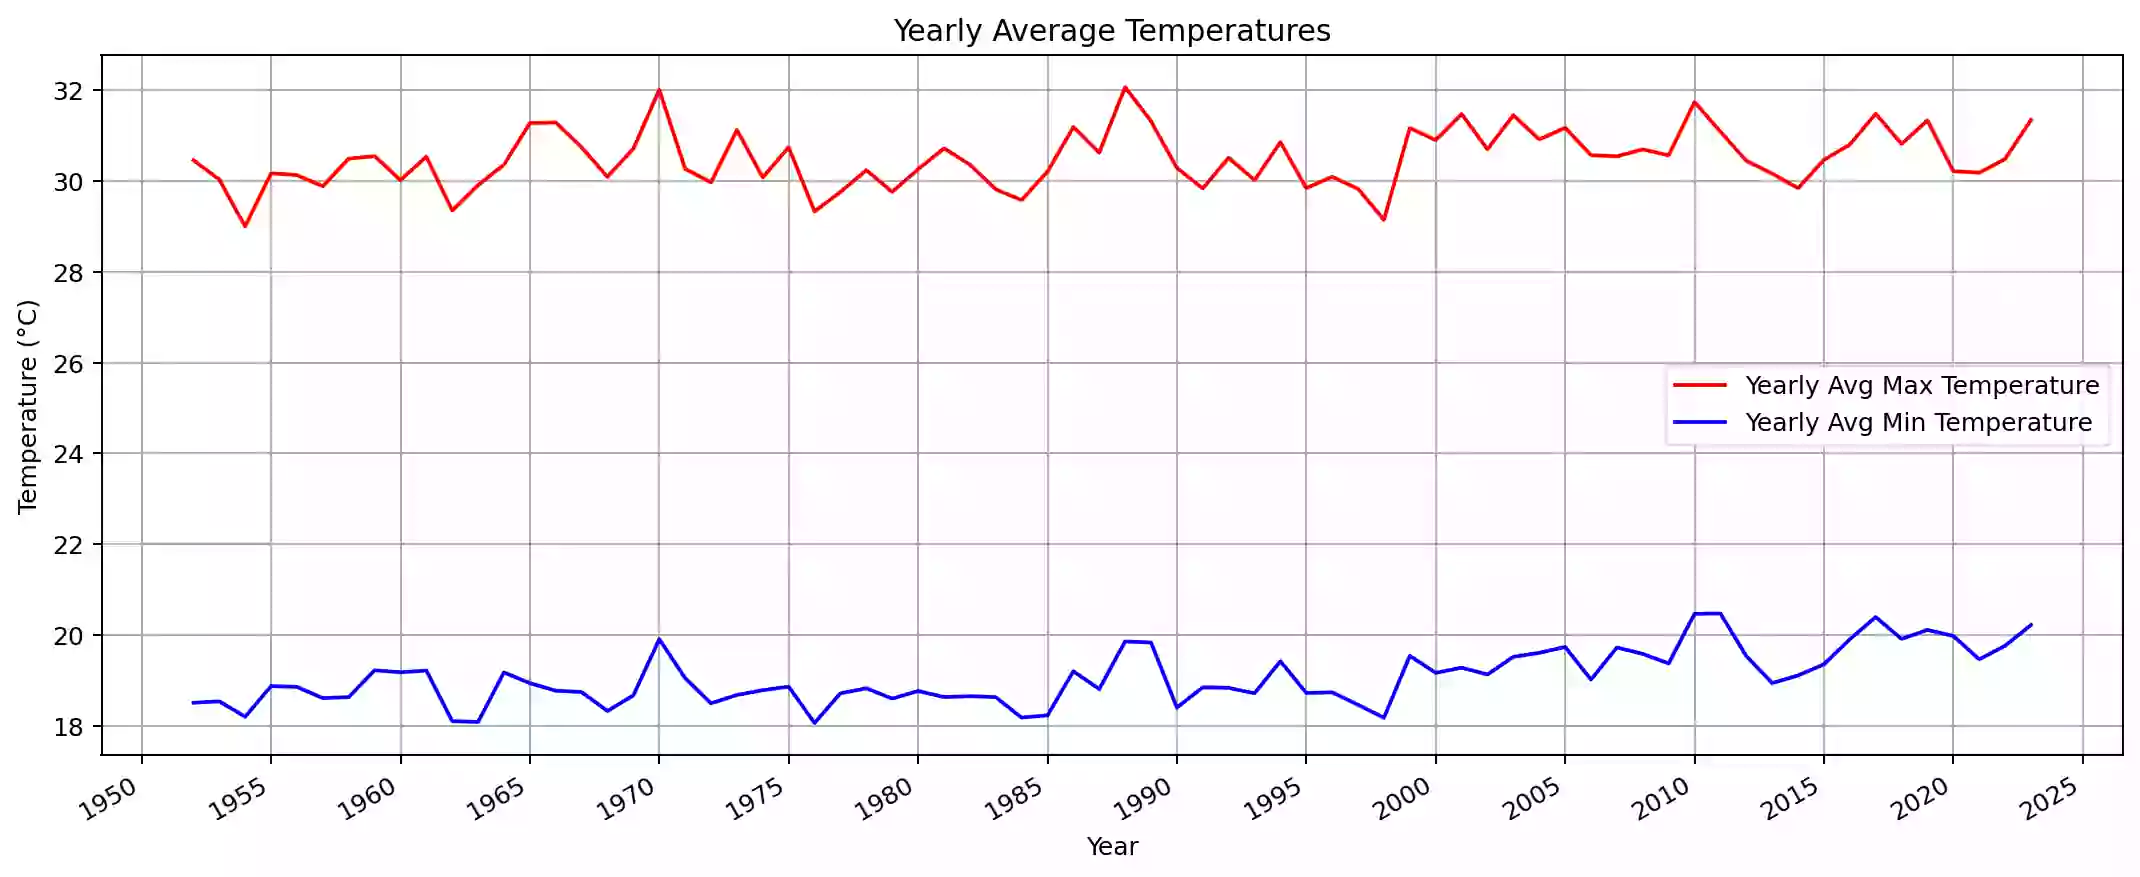 Yearly Average Temperatures
32
30
28
26
24
22
20
18
Temperature (°C)
Yearly Avg Max Temperature
Yearly Avg Min Temperature
1950 1955 1960 1965 1970 1975 1980 1985 1990 1995 2000 2005 2010 2015 2020 2025
Year